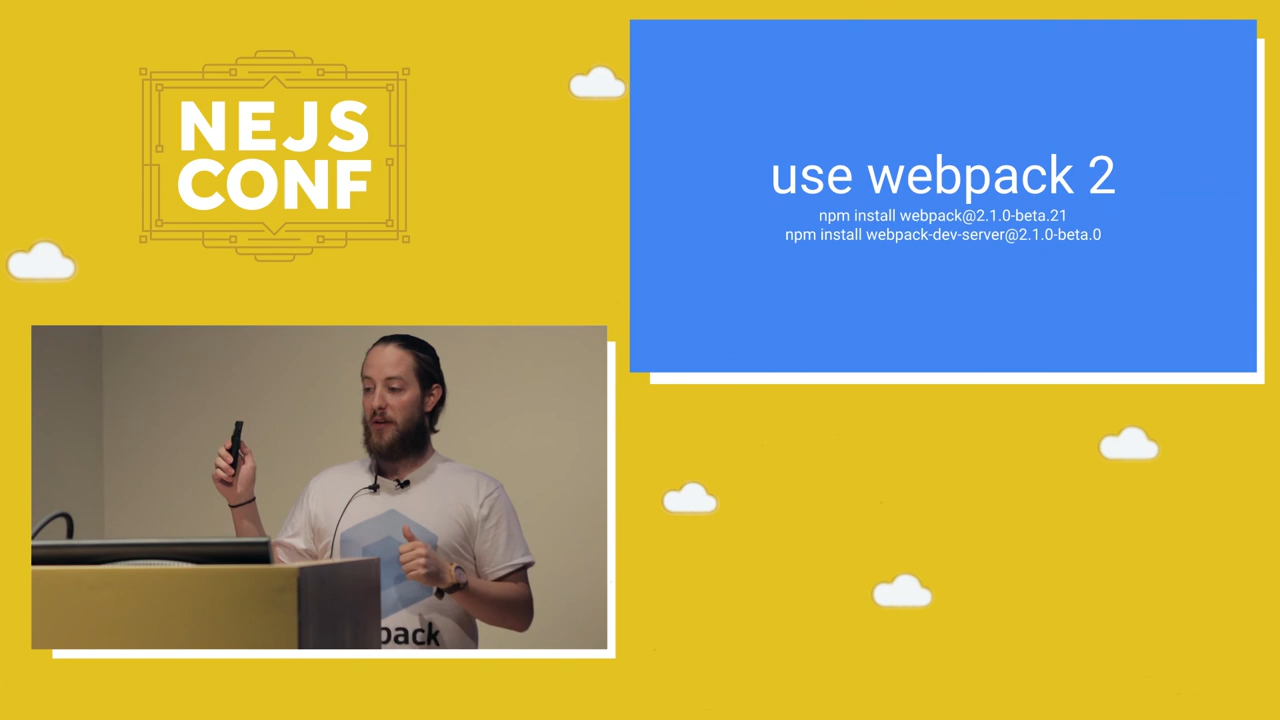 NEJS
CONF
use webpack 2
npm install webpack@2.1.0-beta.21
npm install webpack-dev-server@2.1.0-beta.0
pack